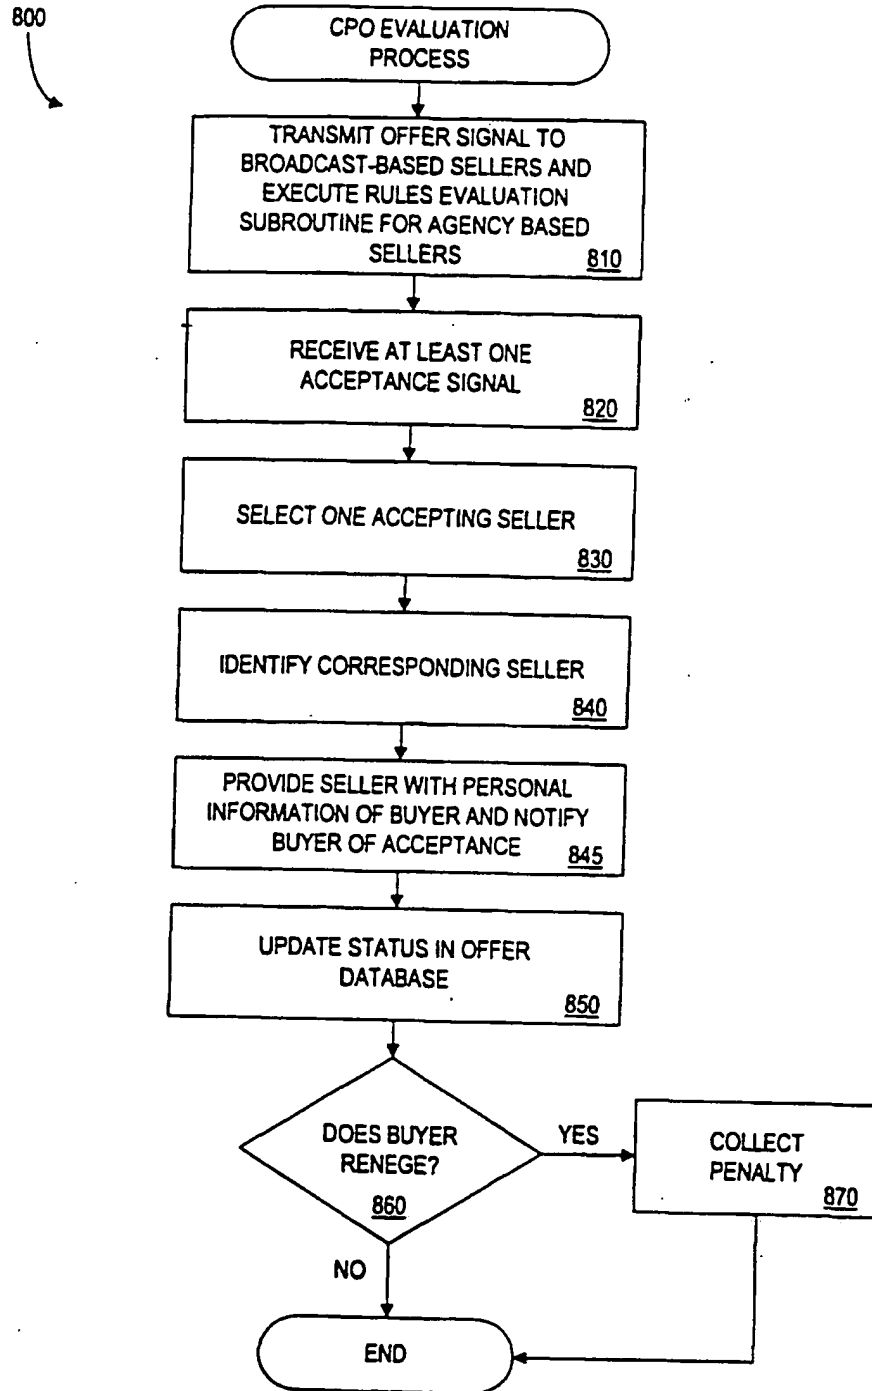 800
CPO EVALUATION
PROCESS
TRANSMIT OFFER SIGNAL TO
BROADCAST-BASED SELLERS AND
EXECUTE RULES EVALUATION
SUBROUTINE FOR AGENCY BASED
SELLERS
810
RECEIVE AT LEAST ONE
ACCEPTANCE SIGNAL
820
SELECT ONE ACCEPTING SELLER
830
IDENTIFY CORRESPONDING SELLER
840
PROVIDE SELLER WITH PERSONAL
INFORMATION OF BUYER AND NOTIFY
BUYER OF ACCEPTANCE
845
UPDATE STATUS IN OFFER
DATABASE
850
DOES BUYER
RENEGE?
860
YES
COLLECT
PENALTY
870
NO
END